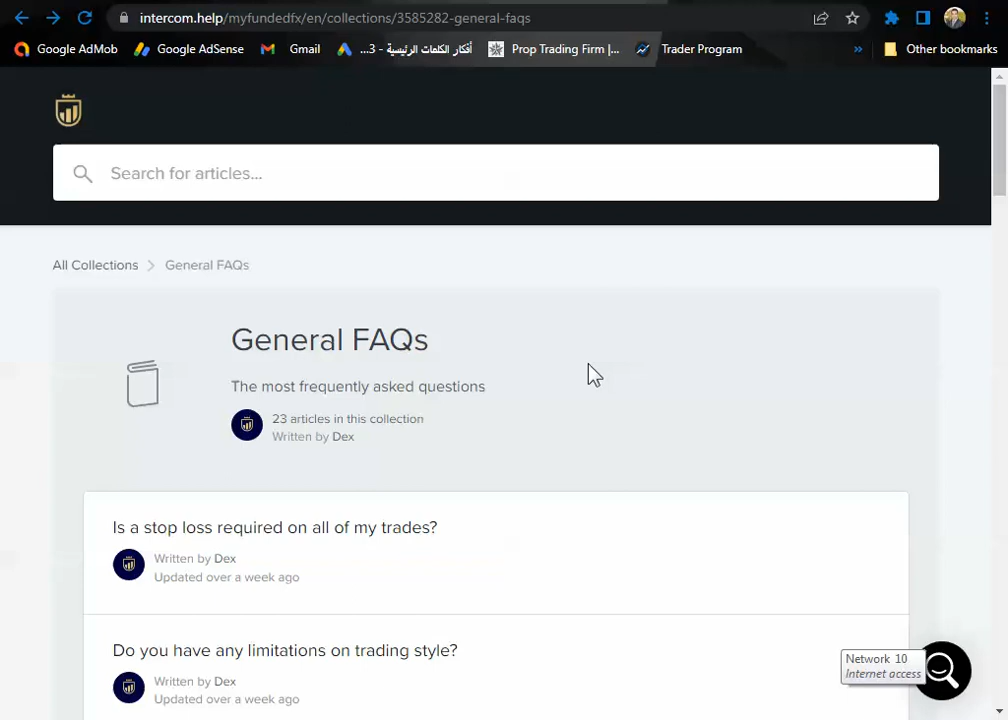 intercom.help/myfundedfx/en/collections/3585282-general-faqs
Google AdMob
Google AdSense
Gmail
أفكار الكلمات الرئيسية - 3...
Prop Trading Firm |...
Trader Program
»
Other bookmarks
Search for articles...
All Collections > General FAQs
General FAQs
The most frequently asked questions
23 articles in this collection
Written by Dex
Is a stop loss required on all of my trades?
Written by Dex
Updated over a week ago
Do you have any limitations on trading style?
Written by Dex
Updated over a week ago
Network 10
Internet access